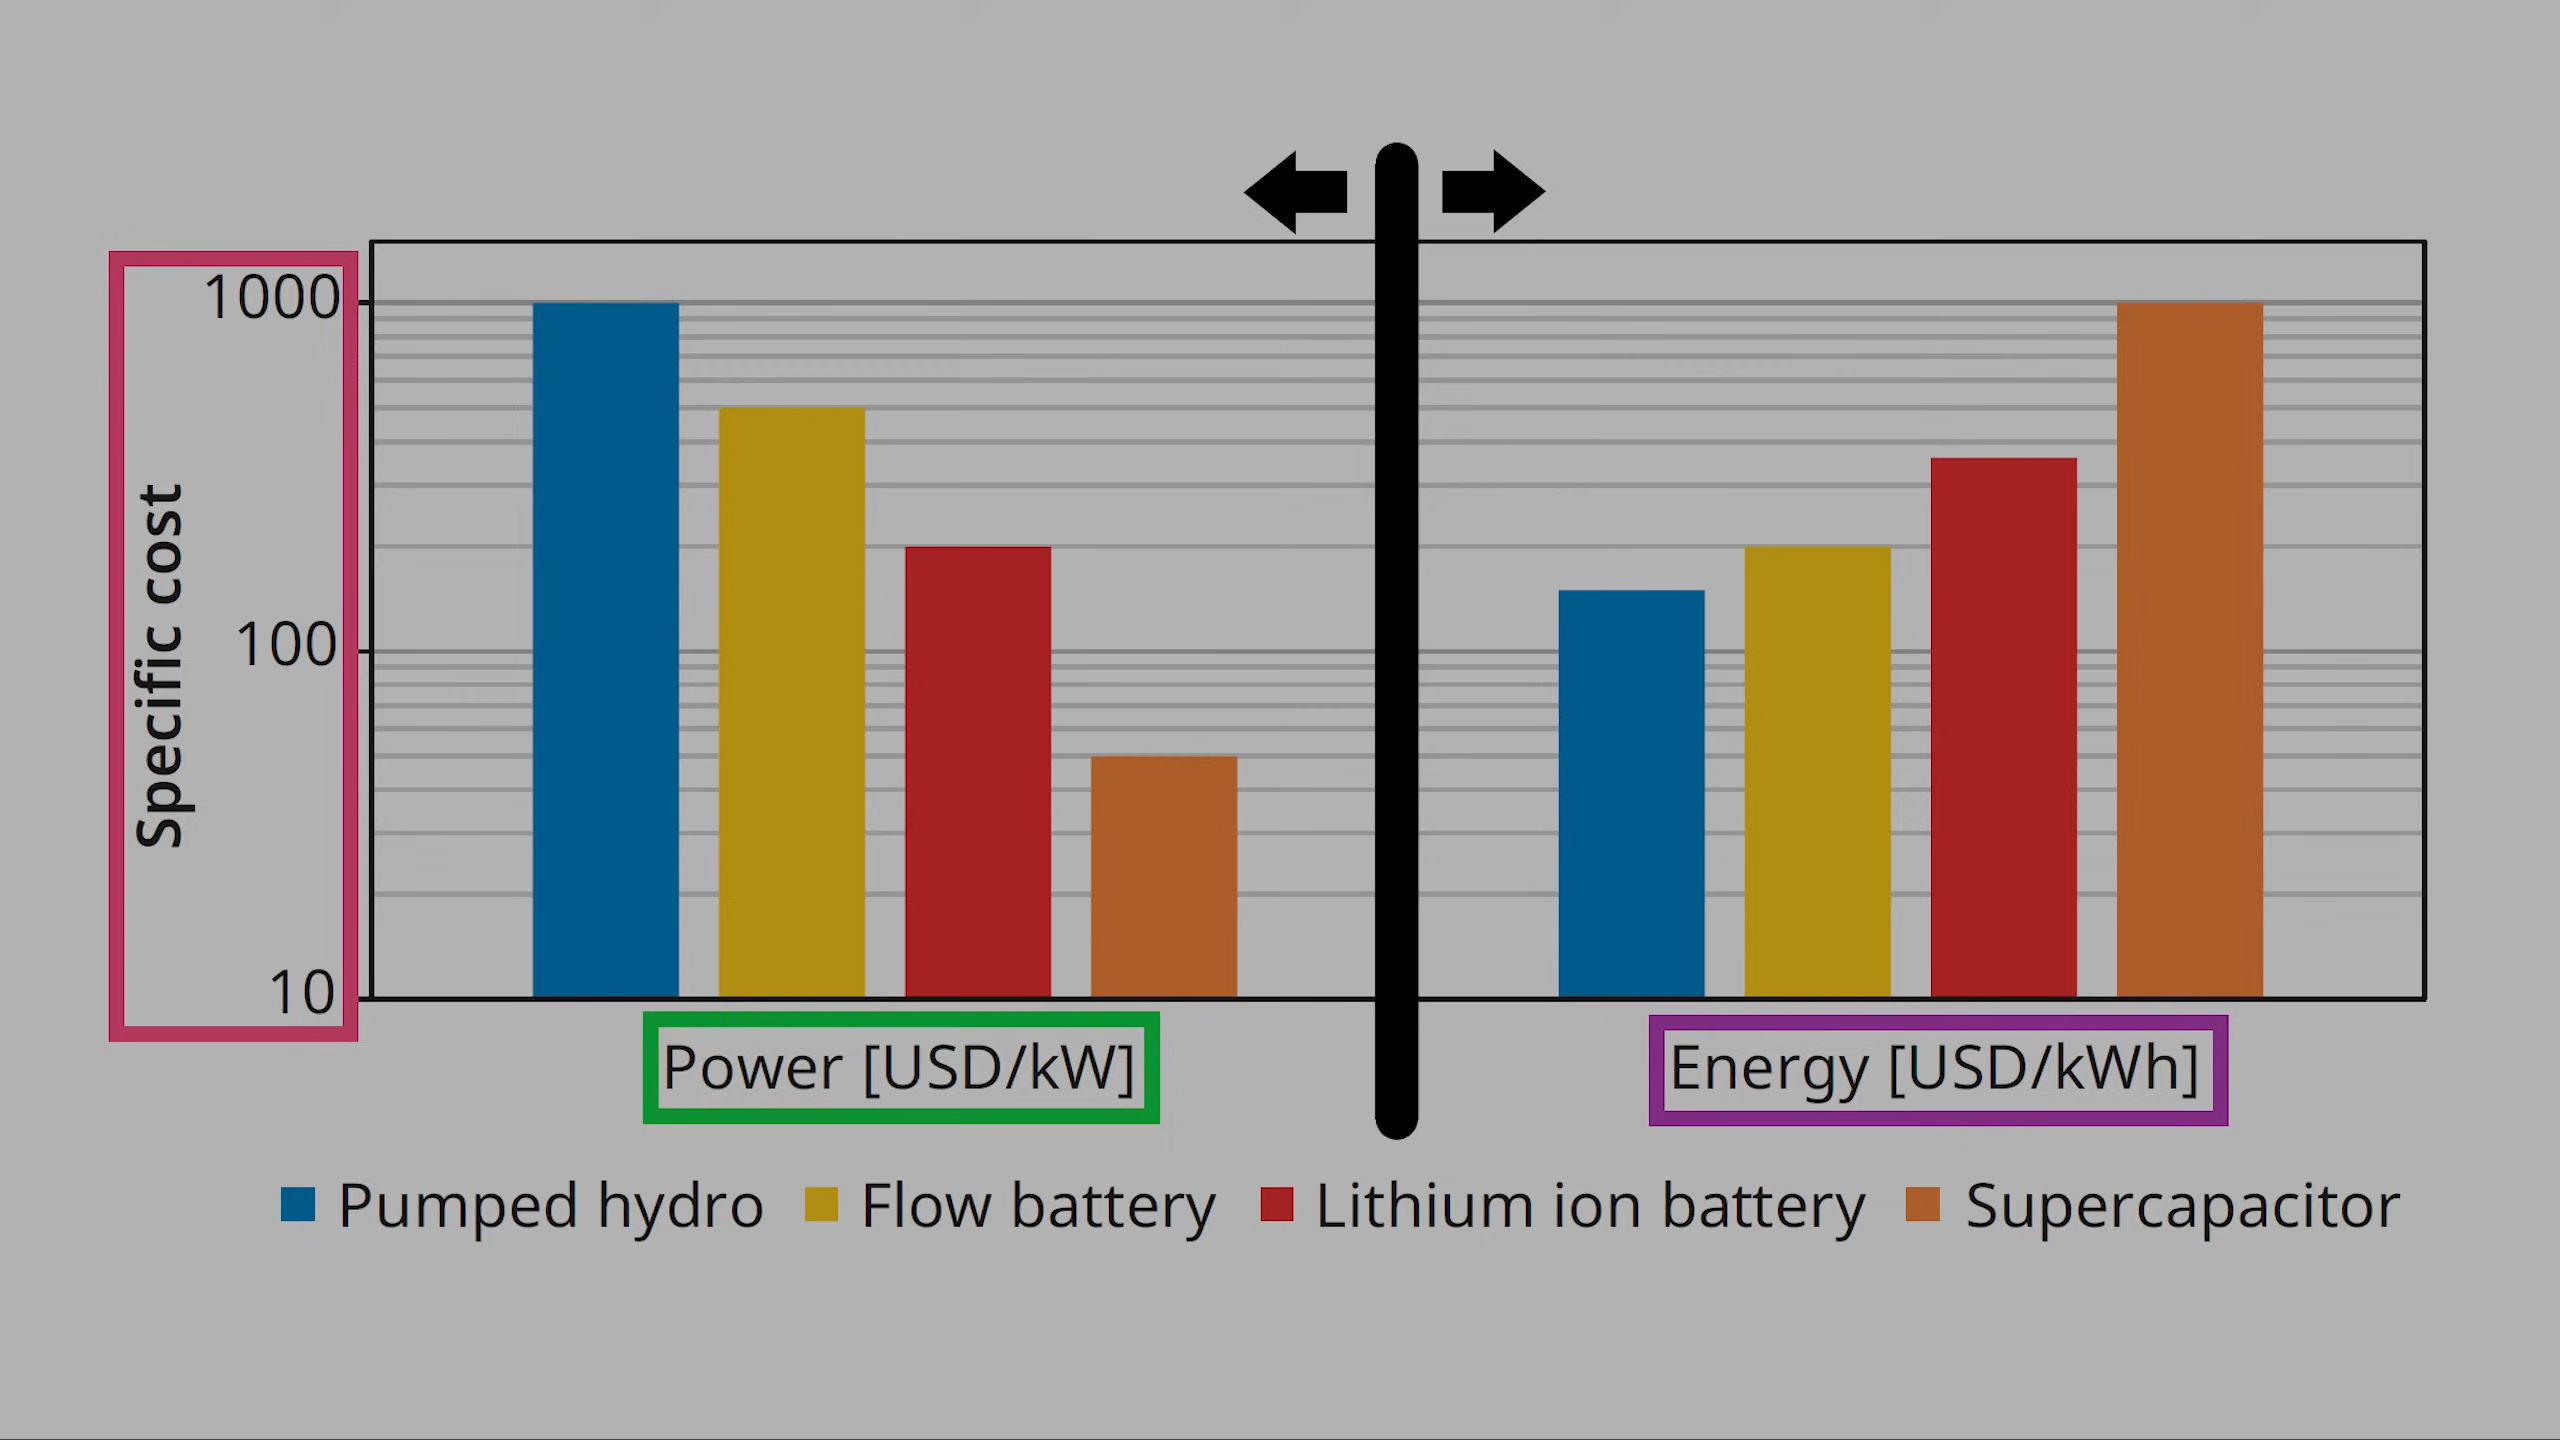 1000
100
10
Specific cost
Power [USD/kW]
Energy [USD/kWh]
Pumped hydro
Flow battery
Lithium ion battery
Supercapacitor